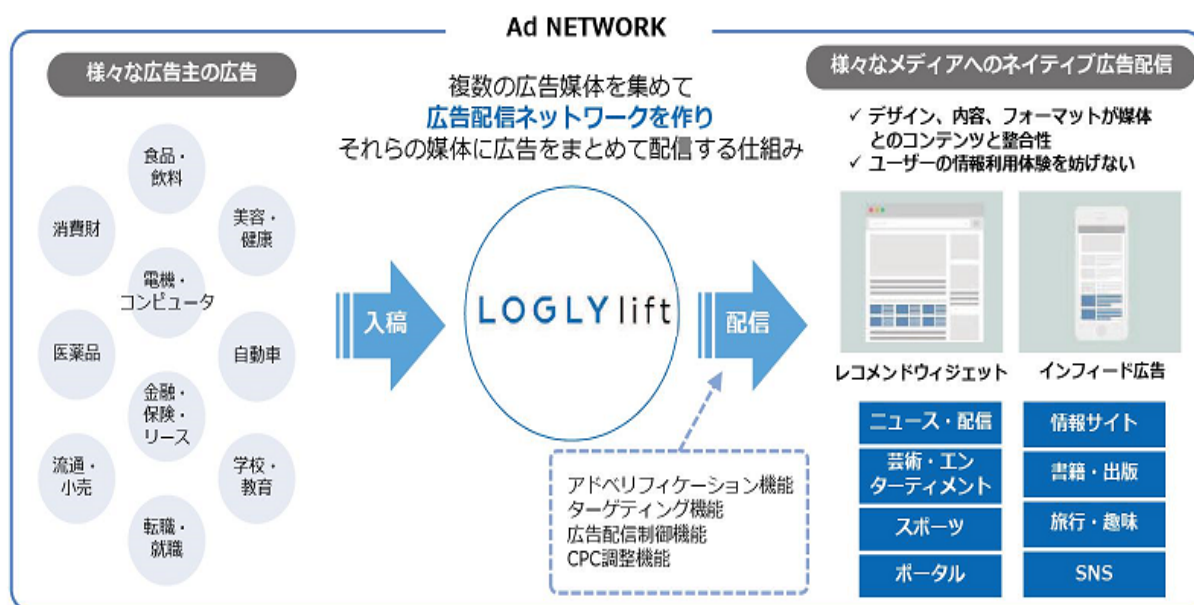 Ad NETWORK
様々な広告主の広告
食品・
飲料
消費財
美容・
健康
電機・
コンピュータ
医薬品
自動車
金融・
保険・
リース
流通・
小売
学校・
教育
転職・
就職
複数の広告媒体を集めて
広告配信ネットワークを作り
それらの媒体に広告をまとめて配信する仕組み
入稿
LOGLY lift
配信
アドベリフィケーション機能
ターゲティング機能
広告配信制御機能
CPC調整機能
様々なメディアへのネイティブ広告配信
✓ デザイン、内容、フォーマットが媒体
とのコンテンツと整合性
✓ ユーザーの情報利用体験を妨げない
レコメンドウィジェット
インフィード広告
ニュース・配信
情報サイト
芸術・エン
ターティメント
書籍・出版
スポーツ
旅行・趣味
ポータル
SNS